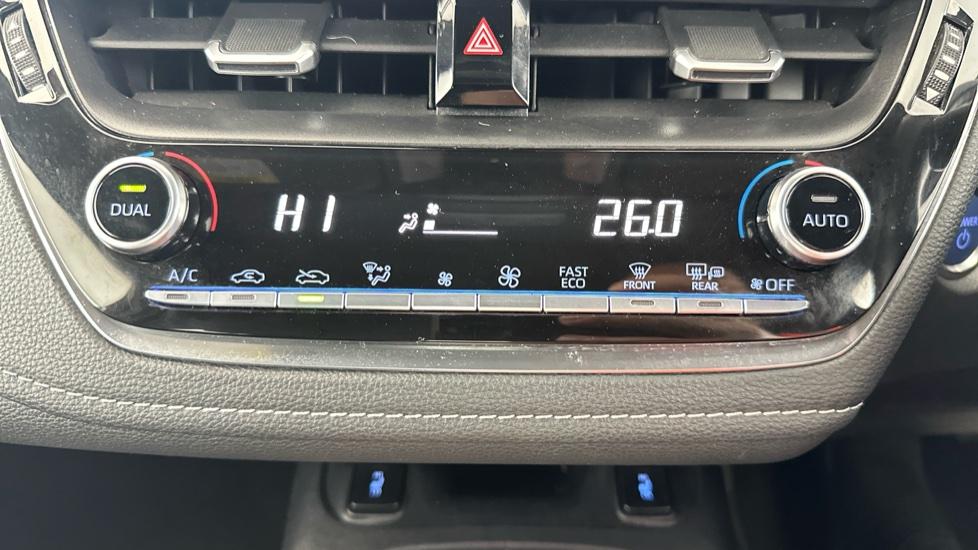 HI
26.0
DUAL
AUTO
A/C
FAST
ECO
FRONT
REAR
OFF